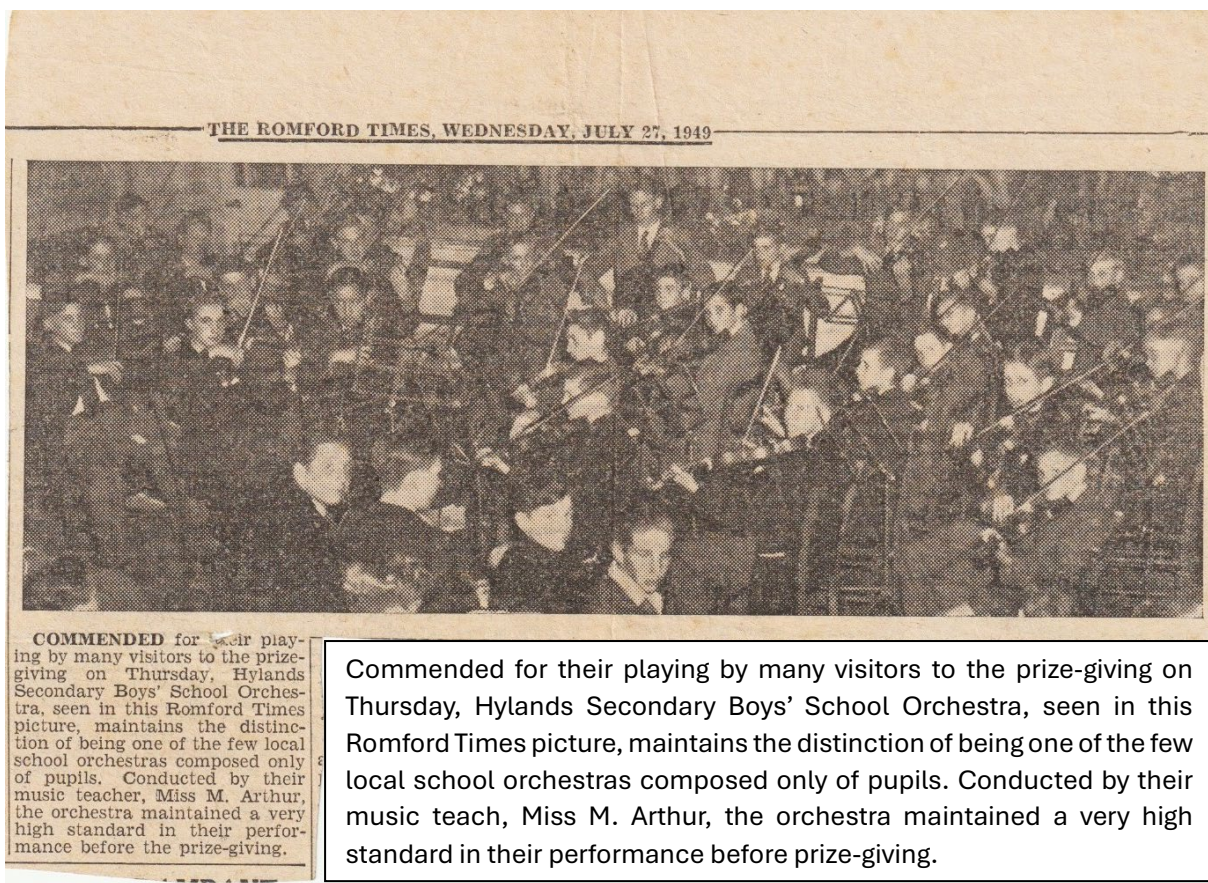 THE ROMFORD TIMES, WEDNESDAY, JULY 27, 1949
COMMENDED for their play-
ing by many visitors to the prize-
giving on Thursday, Hylands
Secondary Boys' School Orches-
tra, seen in this Romford Times
picture, maintains the distinc-
tion of being one of the few local
school orchestras composed only
of pupils. Conducted by their
music teacher, Miss M. Arthur,
the orchestra maintained a very
high standard in their perfor-
mance before the prize-giving.
Commended for their playing by many visitors to the prize-giving on
Thursday, Hylands Secondary Boys' School Orchestra, seen in this
Romford Times picture, maintains the distinction of being one of the few
local school orchestras composed only of pupils. Conducted by their
music teach, Miss M. Arthur, the orchestra maintained a very high
standard in their performance before prize-giving.